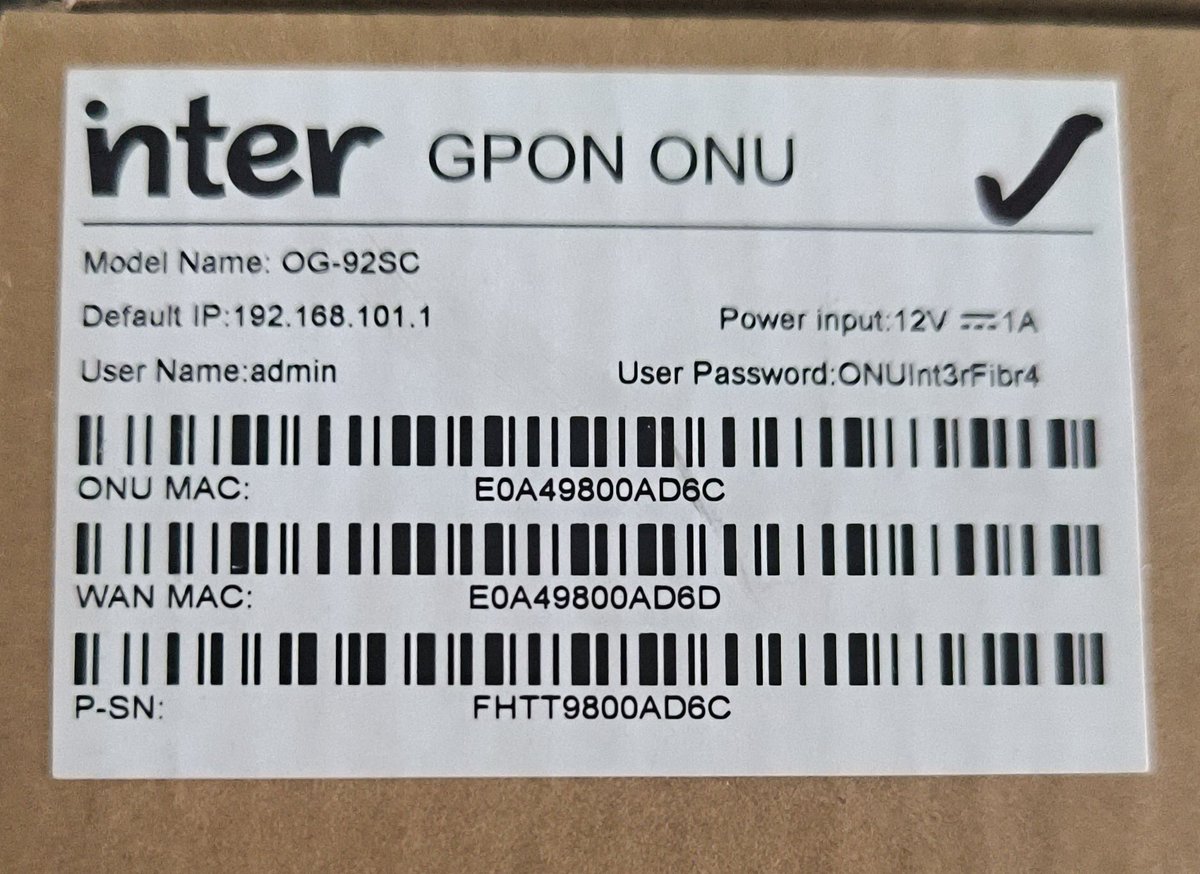 inter GPON ONU
Model Name: OG-92SC
Default IP:192.168.101.1 Power input:12V ⎓1A
User Name:admin User Password:ONUInt3rFibr4
ONU MAC: E0A49800AD6C
WAN MAC: E0A49800AD6D
P-SN: FHTT9800AD6C